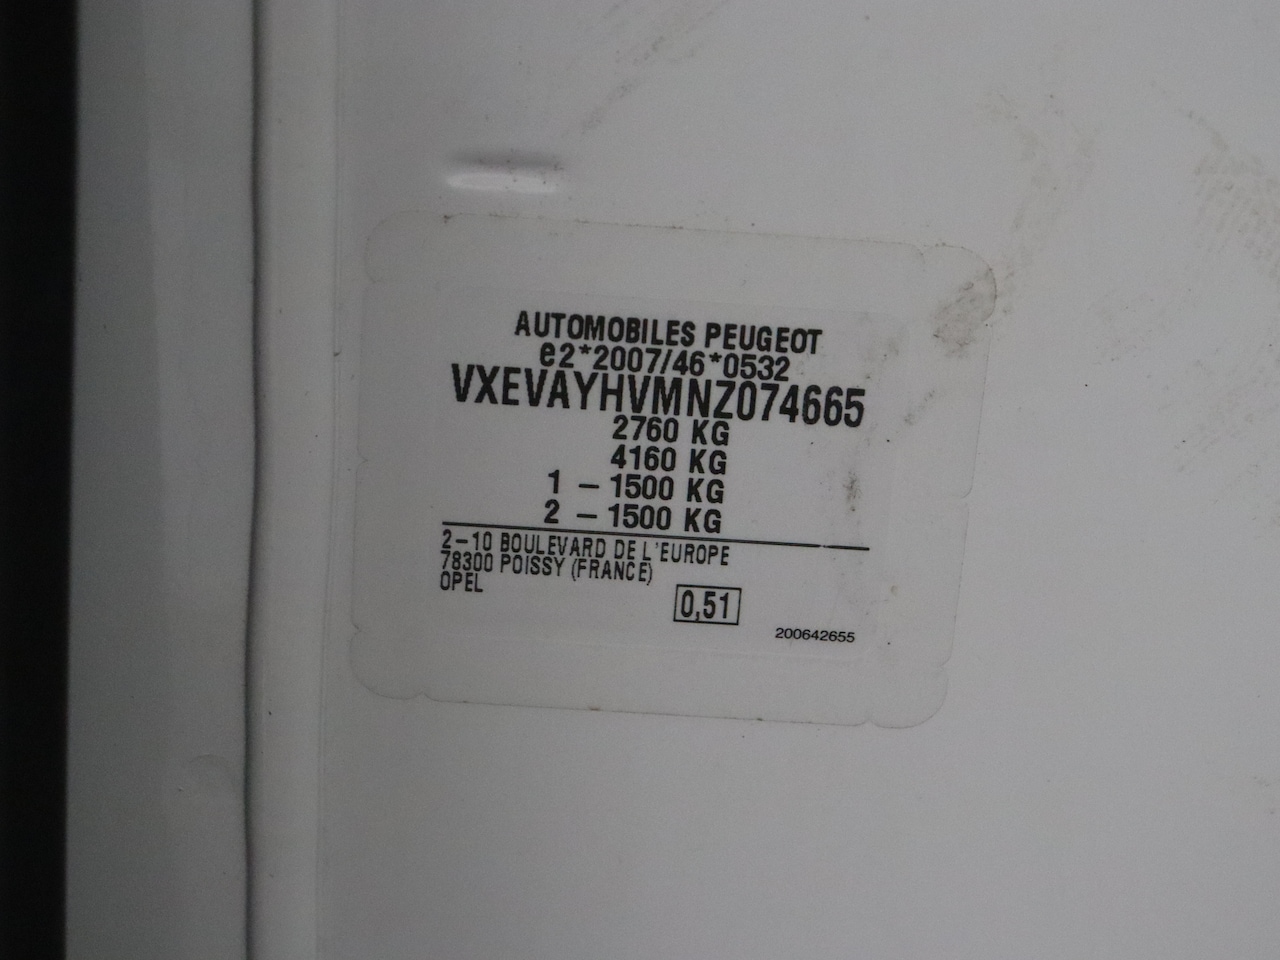 AUTOMOBILES PEUGEOT
e2*2007/46*0532
VXEVAYHVMNZ074665
2760 KG
4160 KG
1 – 1500 KG
2 – 1500 KG
2–10 BOULEVARD DE L'EUROPE
78300 POISSY (FRANCE)
OPEL
0,51
200642655